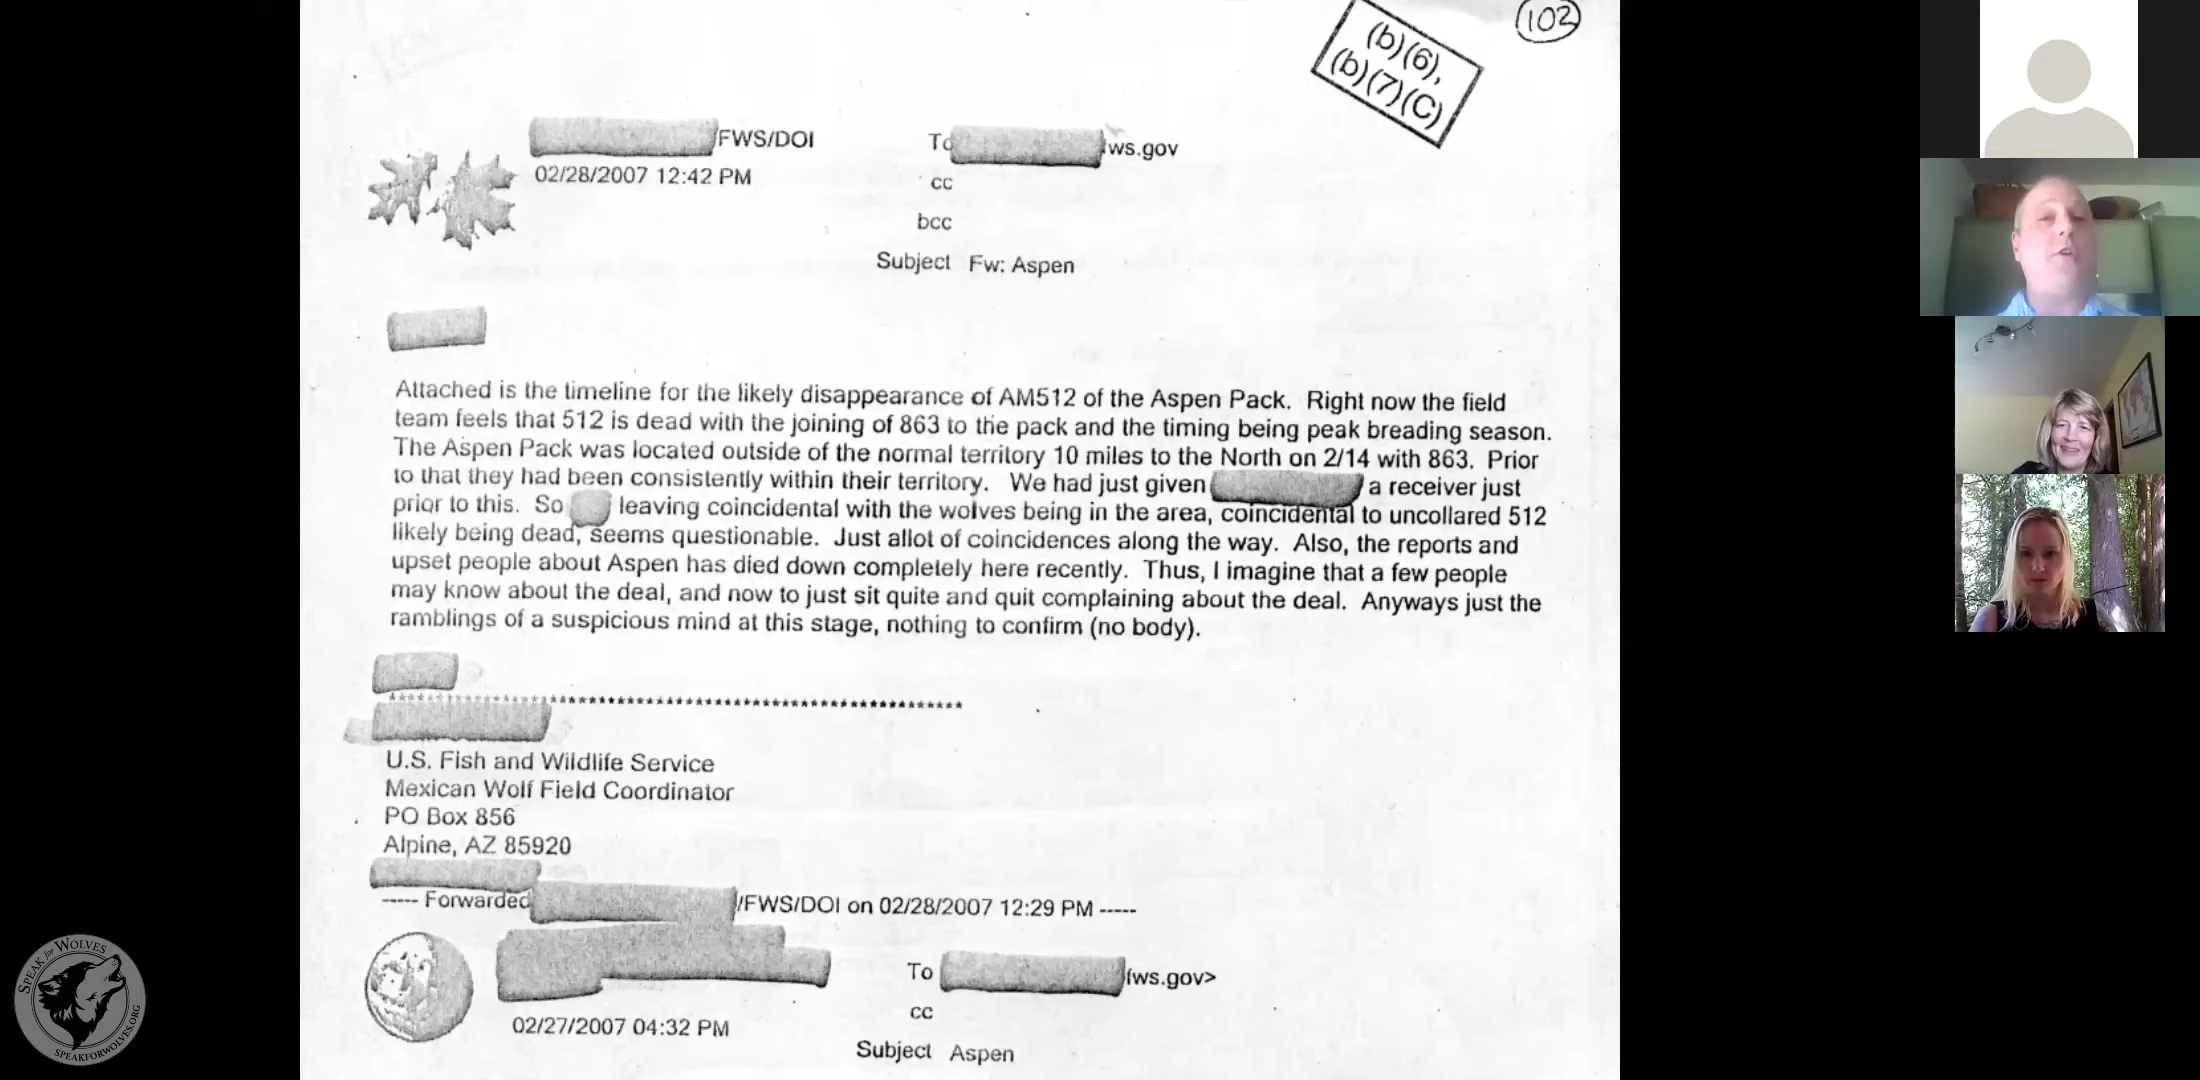 102
(b)(6),
(b)(7)(C)
/FWS/DOI
02/28/2007 12:42 PM
To ws.gov
cc
bcc
Subject Fw: Aspen
Attached is the timeline for the likely disappearance of AM512 of the Aspen Pack. Right now the field
team feels that 512 is dead with the joining of 863 to the pack and the timing being peak breading season.
The Aspen Pack was located outside of the normal territory 10 miles to the North on 2/14 with 863. Prior
to that they had been consistently within their territory. We had just given a receiver just
prior to this. So leaving coincidental with the wolves being in the area, coincidental to uncollared 512
likely being dead, seems questionable. Just allot of coincidences along the way. Also, the reports and
upset people about Aspen has died down completely here recently. Thus, I imagine that a few people
may know about the deal, and now to just sit quite and quit complaining about the deal. Anyways just the
ramblings of a suspicious mind at this stage, nothing to confirm (no body).
U.S. Fish and Wildlife Service
Mexican Wolf Field Coordinator
PO Box 856
Alpine, AZ 85920
----- Forwarded /FWS/DOI on 02/28/2007 12:29 PM -----
02/27/2007 04:32 PM
To fws.gov>
cc
Subject Aspen
SPEAK for WOLVES
SPEAKFORWOLVES.ORG